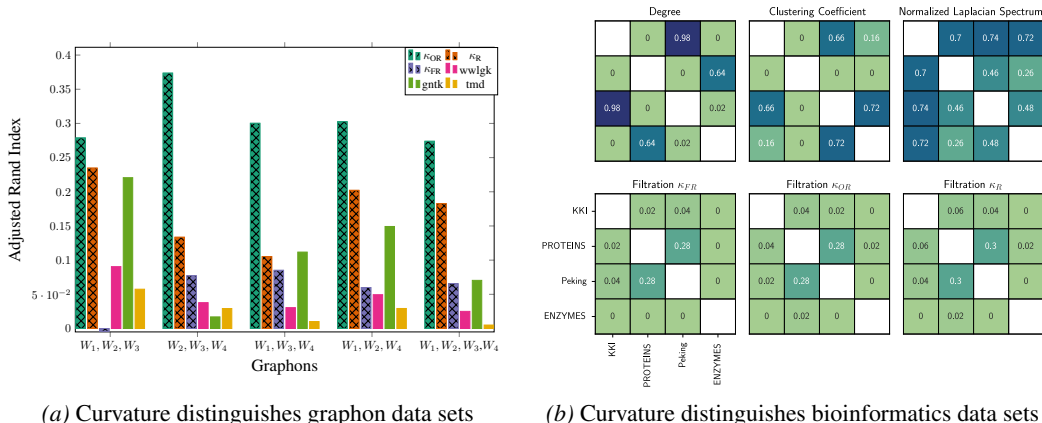 0.4
0.35
0.3
0.25
0.2
0.15
0.1
5 · 10⁻²
0
Adjusted Rand Index
κOR κR
κFR wwlgk
gntk tmd
W₁, W₂, W₃ W₂, W₃, W₄ W₁, W₃, W₄ W₁, W₂, W₄ W₁, W₂, W₃, W₄
Graphons
(a) Curvature distinguishes graphon data sets
Degree
0 0.98 0
0 0.64
0.98 0 0.02
0 0.64 0.02
Clustering Coefficient
0 0.66 0.16
0 0 0
0.66 0 0.72
0.16 0 0.72
Normalized Laplacian Spectrum
0.7 0.74 0.72
0.7 0.46 0.26
0.74 0.46 0.48
0.72 0.26 0.48
Filtration κFR
KKI 0.02 0.04 0
PROTEINS 0.02 0.28 0
Peking 0.04 0.28 0
ENZYMES 0 0 0
KKI PROTEINS Peking ENZYMES
Filtration κOR
0.04 0.02 0
0.04 0.28 0.02
0.02 0.28 0
0 0.02 0
Filtration κR
0.06 0.04 0
0.06 0.3 0.02
0.04 0.3 0
0 0.02 0
(b) Curvature distinguishes bioinformatics data sets